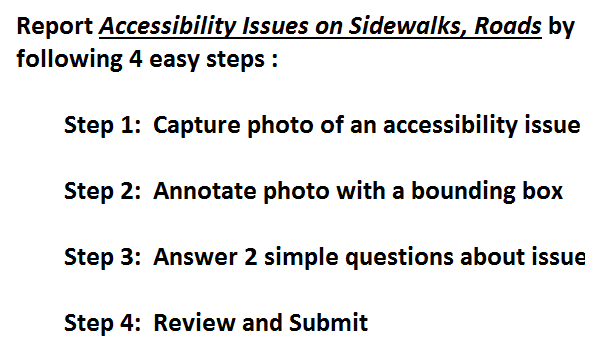 Report Accessibility Issues on Sidewalks, Roads by
following 4 easy steps :
Step 1: Capture photo of an accessibility issue
Step 2: Annotate photo with a bounding box
Step 3: Answer 2 simple questions about issue
Step 4: Review and Submit